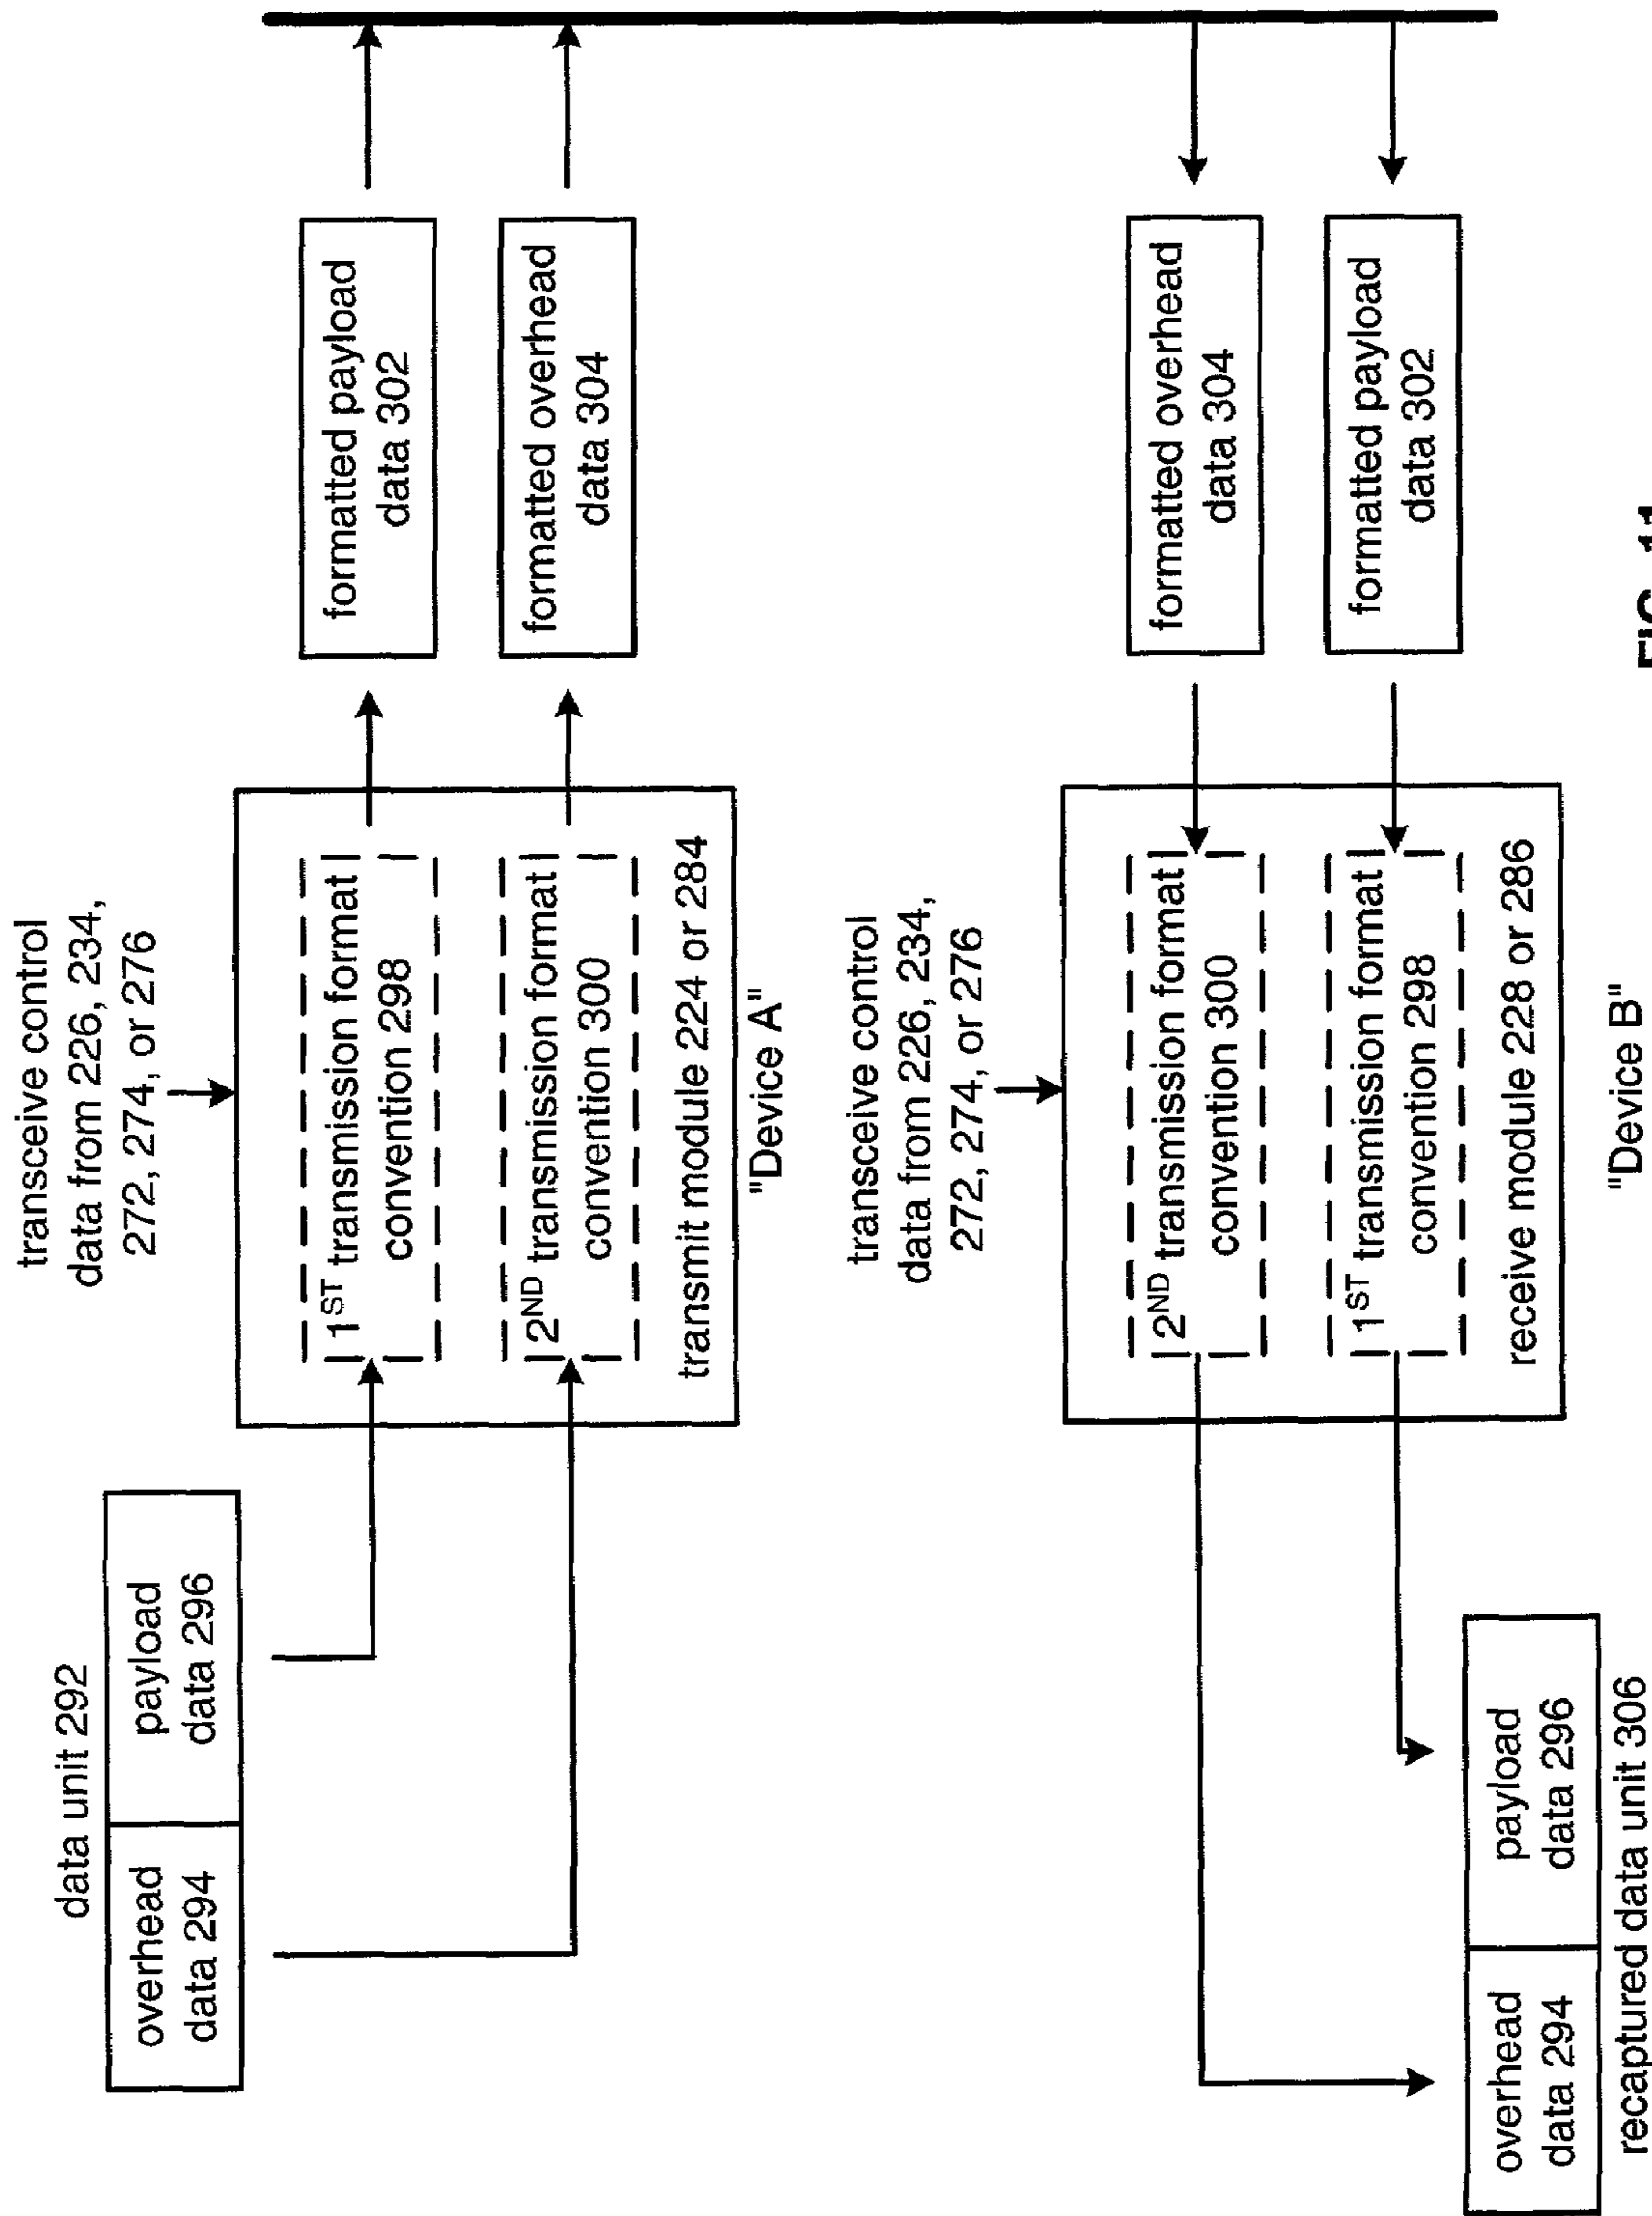 data unit 292
overhead
data 294
payload
data 296
transceive control
data from 226, 234,
272, 274, or 276
1ST transmission format
convention 298
2ND transmission format
convention 300
transmit module 224 or 284
"Device A"
formatted payload
data 302
formatted overhead
data 304
transceive control
data from 226, 234,
272, 274, or 276
2ND transmission format
convention 300
1ST transmission format
convention 298
receive module 228 or 286
"Device B"
formatted overhead
data 304
formatted payload
data 302
overhead
data 294
payload
data 296
recaptured data unit 306
FIG. 11